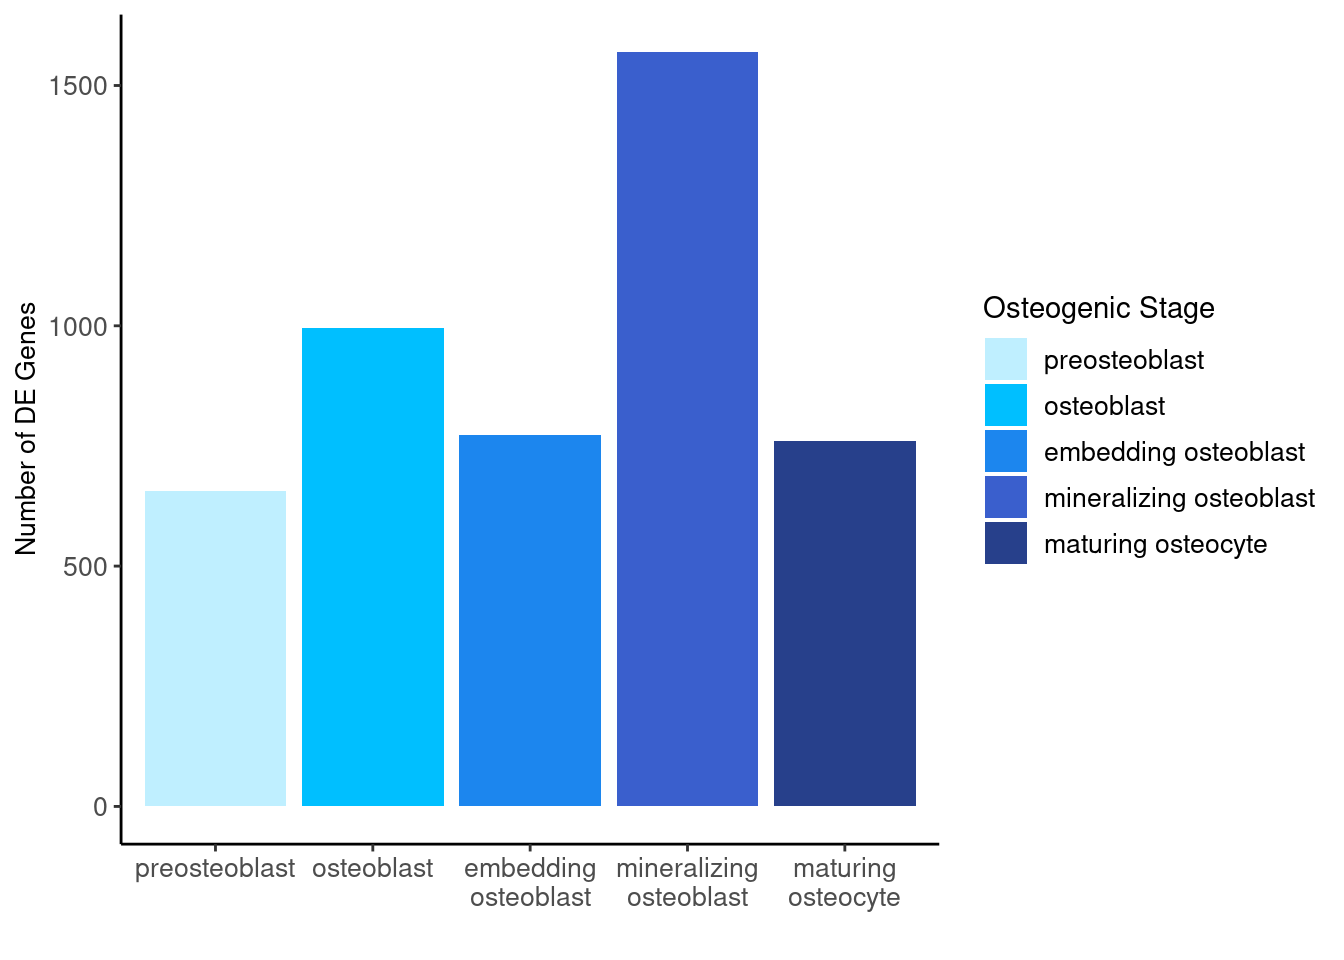 Number of DE Genes
1500
1000
500
0
preosteoblast
osteoblast
embedding
osteoblast
mineralizing
osteoblast
maturing
osteocyte
Osteogenic Stage
preosteoblast
osteoblast
embedding osteoblast
mineralizing osteoblast
maturing osteocyte